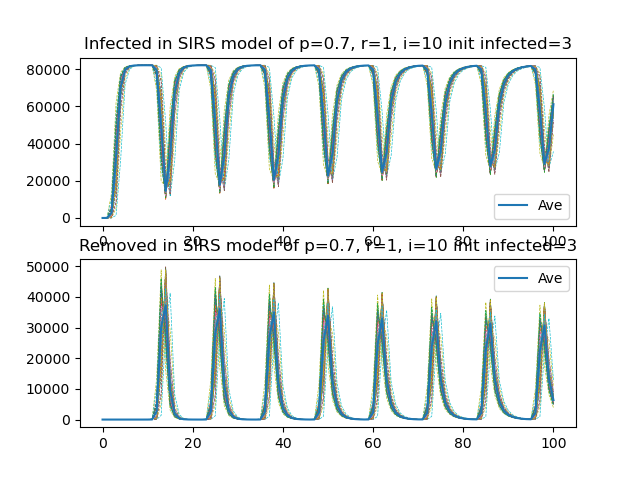 Infected in SIRS model of p=0.7, r=1, i=10 init infected=3
80000
60000
40000
20000
0
Ave
0 20 40 60 80 100
Removed in SIRS model of p=0.7, r=1, i=10 init infected=3
50000
40000
30000
20000
10000
0
Ave
0 20 40 60 80 100